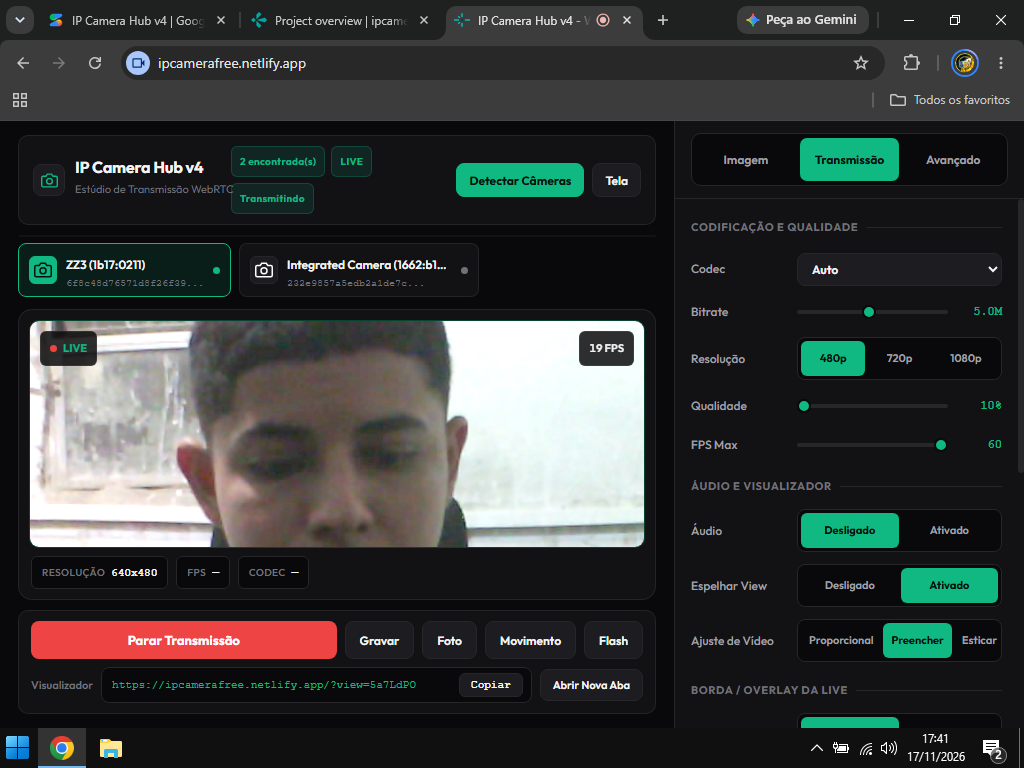 IP Camera Hub v4 | Goo
Project overview | ipcame
IP Camera Hub v4 -
Peça ao Gemini
ipcamerafree.netlify.app
Todos os favoritos
IP Camera Hub v4
Estúdio de Transmissão WebRTC
2 encontrada(s)
LIVE
Transmitindo
Detectar Câmeras
Tela
ZZ3 (1b17:0211)
6f8c48d76571d8f26f39...
Integrated Camera (1662:b1...
232e9857a5edb2a1de7c...
LIVE
19 FPS
RESOLUÇÃO 640x480
FPS —
CODEC —
Parar Transmissão
Gravar
Foto
Movimento
Flash
Visualizador
https://ipcamerafree.netlify.app/?view=5a7LdPO
Copiar
Abrir Nova Aba
Imagem
Transmissão
Avançado
CODIFICAÇÃO E QUALIDADE
Codec
Auto
Bitrate
5.0M
Resolução
480p
720p
1080p
Qualidade
10%
FPS Max
60
ÁUDIO E VISUALIZADOR
Áudio
Desligado
Ativado
Espelhar View
Desligado
Ativado
Ajuste de Vídeo
Proporcional
Preencher
Esticar
BORDA / OVERLAY DA LIVE
17:41
17/11/2026
2